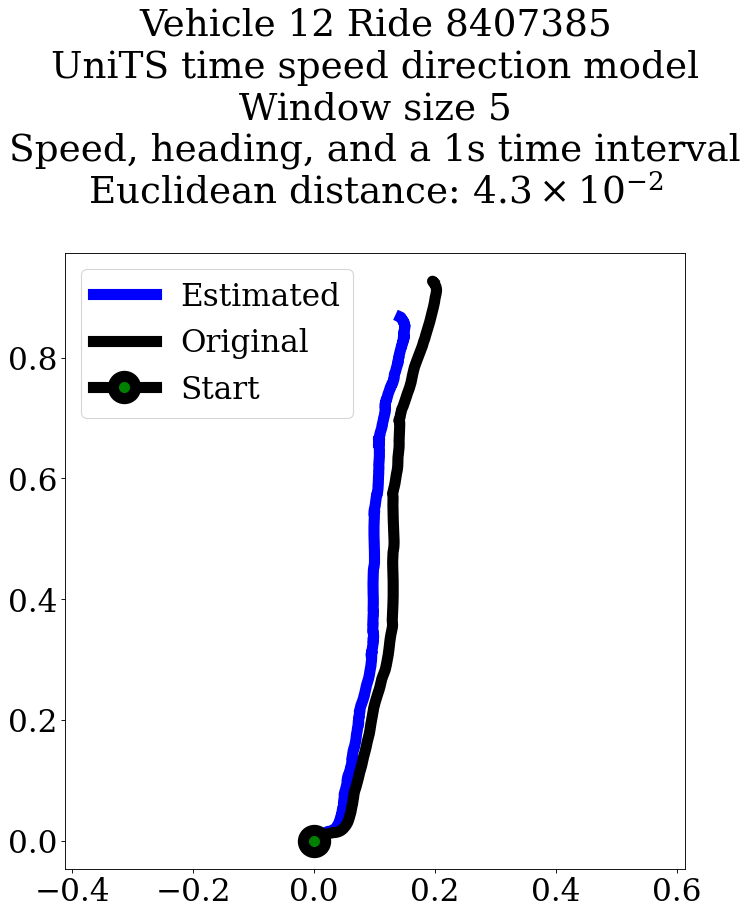 Vehicle 12 Ride 8407385
UniTS time speed direction model
Window size 5
Speed, heading, and a 1s time interval
Euclidean distance: 4.3 × 10⁻²
Estimated
Original
Start
0.8
0.6
0.4
0.2
0.0
−0.4 −0.2 0.0 0.2 0.4 0.6